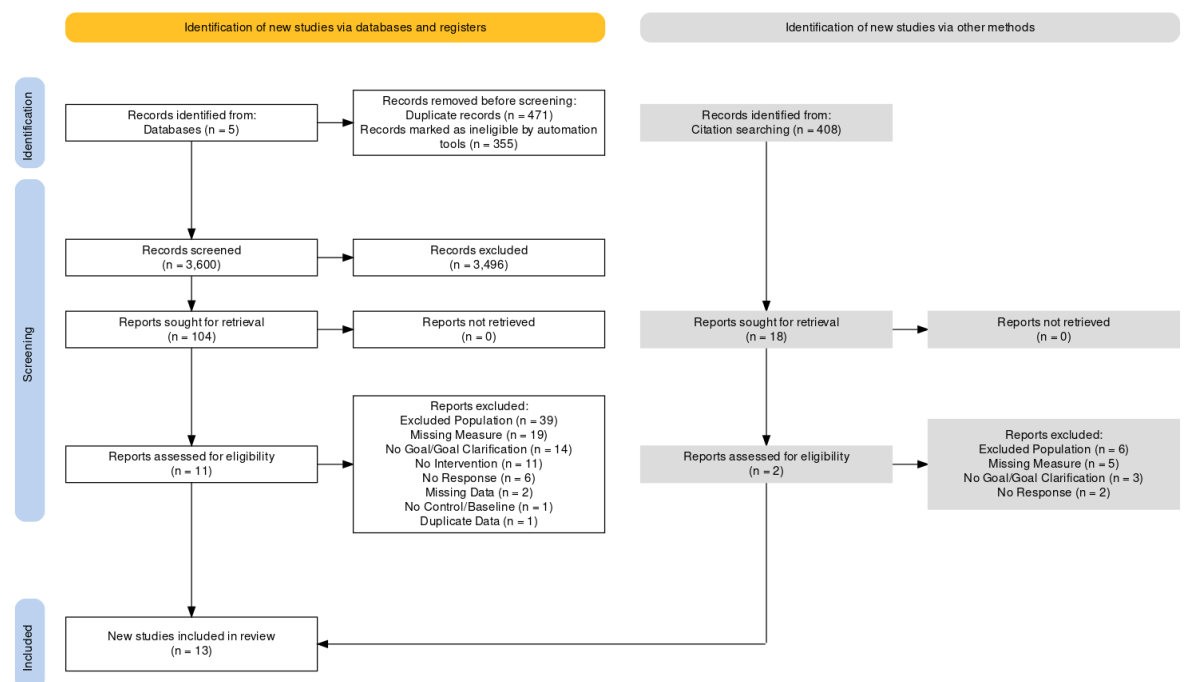 Identification of new studies via databases and registers
Identification of new studies via other methods
Identification
Records identified from:
Databases (n = 5)
Records removed before screening:
Duplicate records (n = 471)
Records marked as ineligible by automation
tools (n = 355)
Records identified from:
Citation searching (n = 408)
Screening
Records screened
(n = 3,600)
Records excluded
(n = 3,496)
Reports sought for retrieval
(n = 104)
Reports not retrieved
(n = 0)
Reports sought for retrieval
(n = 18)
Reports not retrieved
(n = 0)
Reports assessed for eligibility
(n = 11)
Reports excluded:
Excluded Population (n = 39)
Missing Measure (n = 19)
No Goal/Goal Clarification (n = 14)
No Intervention (n = 11)
No Response (n = 6)
Missing Data (n = 2)
No Control/Baseline (n = 1)
Duplicate Data (n = 1)
Reports assessed for eligibility
(n = 2)
Reports excluded:
Excluded Population (n = 6)
Missing Measure (n = 5)
No Goal/Goal Clarification (n = 3)
No Response (n = 2)
Included
New studies included in review
(n = 13)